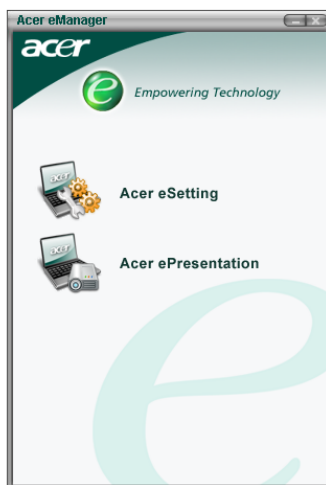 Acer eManager
acer
e Empowering Technology
Acer eSetting
Acer ePresentation